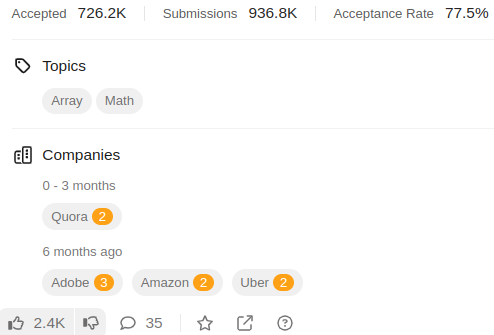 Accepted 726.2K Submissions 936.8K Acceptance Rate 77.5%
Topics
Array Math
Companies
0 - 3 months
Quora 2
6 months ago
Adobe 3 Amazon 2 Uber 2
2.4K 35